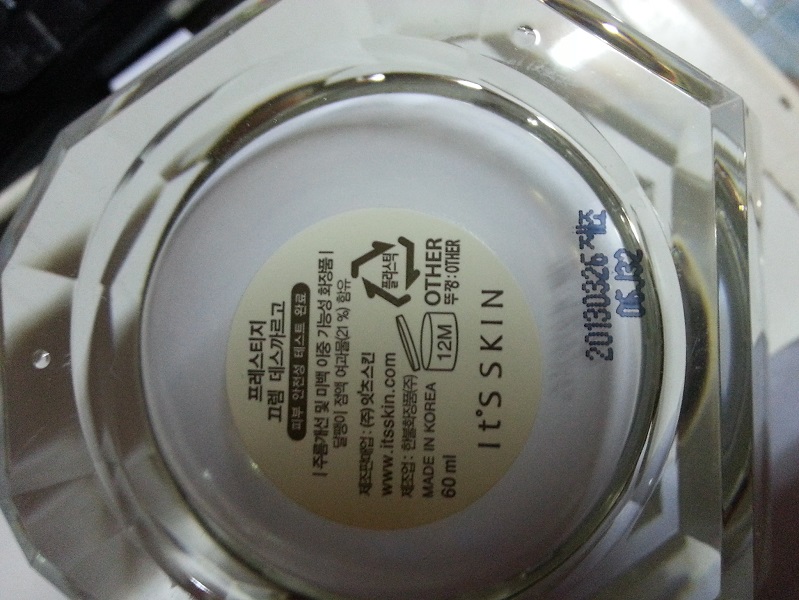 프레스티지
끄렘 데스까르고
피부 안전성 테스트 완료
| 주름개선 및 미백 이중 기능성 화장품 |
달팽이 점액 여과물(21 %) 함유
제조판매업 : (주) 잇츠스킨
www.itsskin.com
제조업 : 한불화장품(주)
MADE IN KOREA
60 ml
12M
플라스틱
OTHER
뚜껑 : OTHER
It'S SKIN
20130326 제조